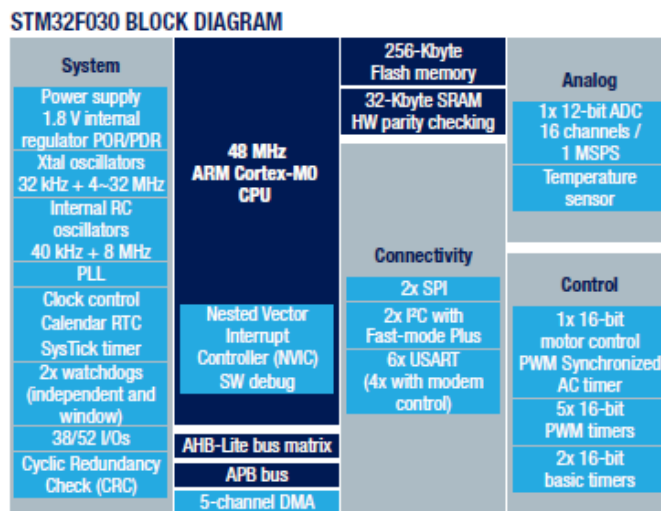 STM32F030 BLOCK DIAGRAM
System
Power supply
1.8 V internal
regulator POR/PDR
Xtal oscillators
32 kHz + 4~32 MHz
Internal RC
oscillators
40 kHz + 8 MHz
PLL
Clock control
Calendar RTC
SysTick timer
2x watchdogs
(independent and
window)
38/52 I/Os
Cyclic Redundancy
Check (CRC)
48 MHz
ARM Cortex-M0
CPU
Nested Vector
Interrupt
Controller (NVIC)
SW debug
AHB-Lite bus matrix
APB bus
5-channel DMA
256-Kbyte
Flash memory
32-Kbyte SRAM
HW parity checking
Connectivity
2x SPI
2x I²C with
Fast-mode Plus
6x USART
(4x with modem
control)
Analog
1x 12-bit ADC
16 channels /
1 MSPS
Temperature
sensor
Control
1x 16-bit
motor control
PWM Synchronized
AC timer
5x 16-bit
PWM timers
2x 16-bit
basic timers